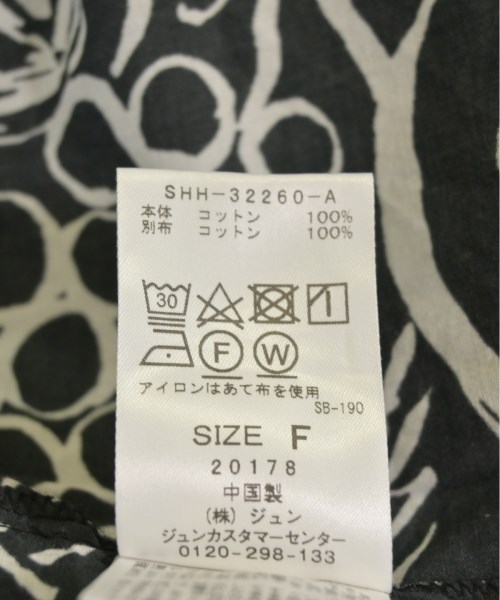 SHH-32260-A
本体 コットン 100%
別布 コットン 100%
30
F W
アイロンはあて布を使用
SB-190
SIZE F
20178
中国製
(株) ジュン
ジュンカスタマーセンター
0120-298-133